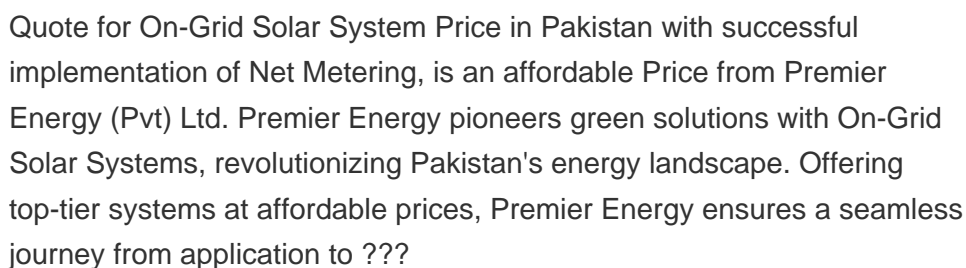 Quote for On-Grid Solar System Price in Pakistan with successful
implementation of Net Metering, is an affordable Price from Premier
Energy (Pvt) Ltd. Premier Energy pioneers green solutions with On-Grid
Solar Systems, revolutionizing Pakistan's energy landscape. Offering
top-tier systems at affordable prices, Premier Energy ensures a seamless
journey from application to ???